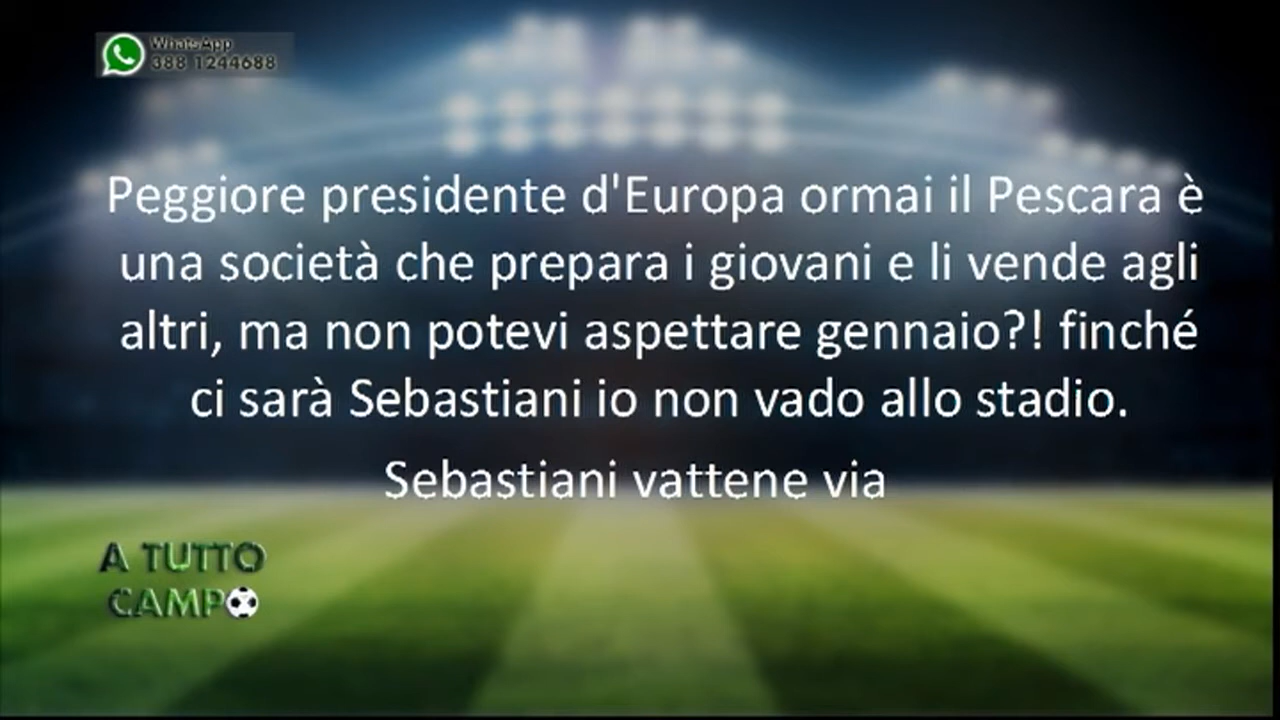 WhatsApp
388 1244688
Peggiore presidente d'Europa ormai il Pescara è
una società che prepara i giovani e li vende agli
altri, ma non potevi aspettare gennaio?! finché
ci sarà Sebastiani io non vado allo stadio.
Sebastiani vattene via
A TUTTO
CAMPO